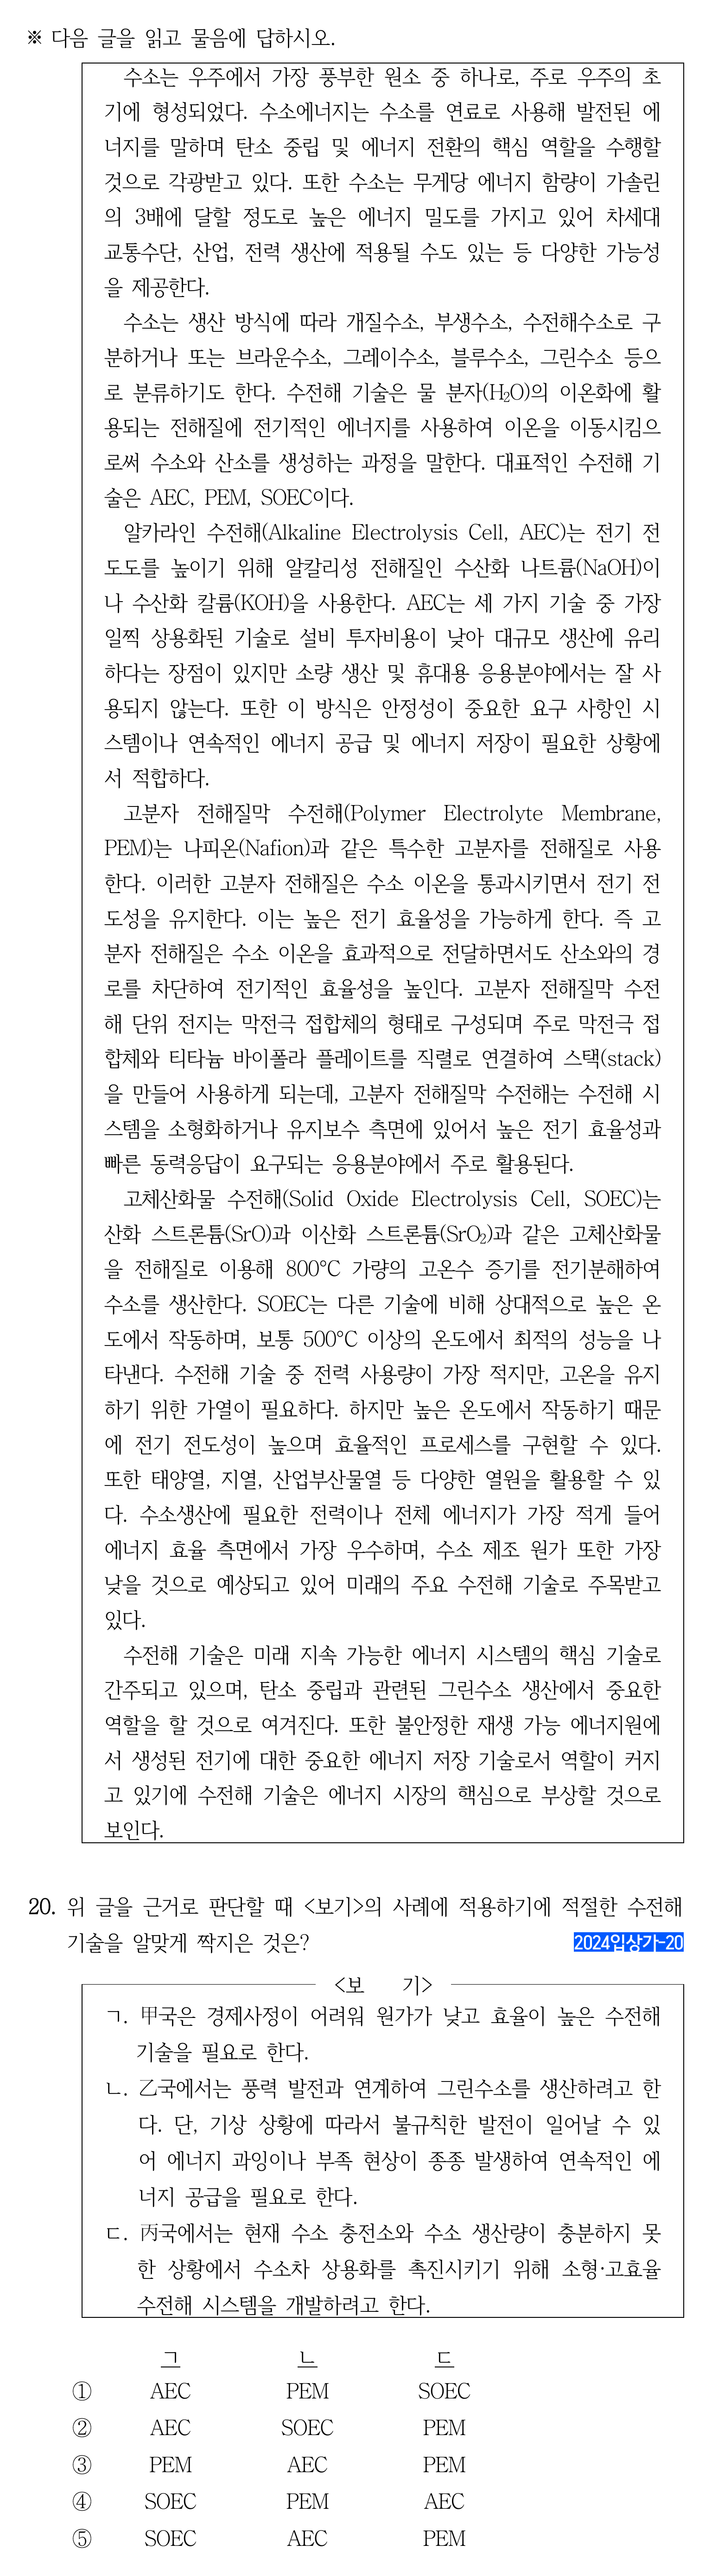 ※ 다음 글을 읽고 물음에 답하시오.
수소는 우주에서 가장 풍부한 원소 중 하나로, 주로 우주의 초
기에 형성되었다. 수소에너지는 수소를 연료로 사용해 발전된 에
너지를 말하며 탄소 중립 및 에너지 전환의 핵심 역할을 수행할
것으로 각광받고 있다. 또한 수소는 무게당 에너지 함량이 가솔린
의 3배에 달할 정도로 높은 에너지 밀도를 가지고 있어 차세대
교통수단, 산업, 전력 생산에 적용될 수도 있는 등 다양한 가능성
을 제공한다.
수소는 생산 방식에 따라 개질수소, 부생수소, 수전해수소로 구
분하거나 또는 브라운수소, 그레이수소, 블루수소, 그린수소 등으
로 분류하기도 한다. 수전해 기술은 물 분자(H₂O)의 이온화에 활
용되는 전해질에 전기적인 에너지를 사용하여 이온을 이동시킴으
로써 수소와 산소를 생성하는 과정을 말한다. 대표적인 수전해 기
술은 AEC, PEM, SOEC이다.
알카라인 수전해(Alkaline Electrolysis Cell, AEC)는 전기 전
도도를 높이기 위해 알칼리성 전해질인 수산화 나트륨(NaOH)이
나 수산화 칼륨(KOH)을 사용한다. AEC는 세 가지 기술 중 가장
일찍 상용화된 기술로 설비 투자비용이 낮아 대규모 생산에 유리
하다는 장점이 있지만 소량 생산 및 휴대용 응용분야에서는 잘 사
용되지 않는다. 또한 이 방식은 안정성이 중요한 요구 사항인 시
스템이나 연속적인 에너지 공급 및 에너지 저장이 필요한 상황에
서 적합하다.
고분자 전해질막 수전해(Polymer Electrolyte Membrane,
PEM)는 나피온(Nafion)과 같은 특수한 고분자를 전해질로 사용
한다. 이러한 고분자 전해질은 수소 이온을 통과시키면서 전기 전
도성을 유지한다. 이는 높은 전기 효율성을 가능하게 한다. 즉 고
분자 전해질은 수소 이온을 효과적으로 전달하면서도 산소와의 경
로를 차단하여 전기적인 효율성을 높인다. 고분자 전해질막 수전
해 단위 전지는 막전극 접합체의 형태로 구성되며 주로 막전극 접
합체와 티타늄 바이폴라 플레이트를 직렬로 연결하여 스택(stack)
을 만들어 사용하게 되는데, 고분자 전해질막 수전해는 수전해 시
스템을 소형화하거나 유지보수 측면에 있어서 높은 전기 효율성과
빠른 동력응답이 요구되는 응용분야에서 주로 활용된다.
고체산화물 수전해(Solid Oxide Electrolysis Cell, SOEC)는
산화 스트론튬(SrO)과 이산화 스트론튬(SrO₂)과 같은 고체산화물
을 전해질로 이용해 800°C 가량의 고온수 증기를 전기분해하여
수소를 생산한다. SOEC는 다른 기술에 비해 상대적으로 높은 온
도에서 작동하며, 보통 500°C 이상의 온도에서 최적의 성능을 나
타낸다. 수전해 기술 중 전력 사용량이 가장 적지만, 고온을 유지
하기 위한 가열이 필요하다. 하지만 높은 온도에서 작동하기 때문
에 전기 전도성이 높으며 효율적인 프로세스를 구현할 수 있다.
또한 태양열, 지열, 산업부산물열 등 다양한 열원을 활용할 수 있
다. 수소생산에 필요한 전력이나 전체 에너지가 가장 적게 들어
에너지 효율 측면에서 가장 우수하며, 수소 제조 원가 또한 가장
낮을 것으로 예상되고 있어 미래의 주요 수전해 기술로 주목받고
있다.
수전해 기술은 미래 지속 가능한 에너지 시스템의 핵심 기술로
간주되고 있으며, 탄소 중립과 관련된 그린수소 생산에서 중요한
역할을 할 것으로 여겨진다. 또한 불안정한 재생 가능 에너지원에
서 생성된 전기에 대한 중요한 에너지 저장 기술로서 역할이 커지
고 있기에 수전해 기술은 에너지 시장의 핵심으로 부상할 것으로
보인다.
20. 위 글을 근거로 판단할 때 <보기>의 사례에 적용하기에 적절한 수전해
기술을 알맞게 짝지은 것은? 2024입상가-20
<보 기>
ㄱ. 甲국은 경제사정이 어려워 원가가 낮고 효율이 높은 수전해
기술을 필요로 한다.
ㄴ. 乙국에서는 풍력 발전과 연계하여 그린수소를 생산하려고 한
다. 단, 기상 상황에 따라서 불규칙한 발전이 일어날 수 있
어 에너지 과잉이나 부족 현상이 종종 발생하여 연속적인 에
너지 공급을 필요로 한다.
ㄷ. 丙국에서는 현재 수소 충전소와 수소 생산량이 충분하지 못
한 상황에서 수소차 상용화를 촉진시키기 위해 소형·고효율
수전해 시스템을 개발하려고 한다.
ㄱ ㄴ ㄷ
① AEC PEM SOEC
② AEC SOEC PEM
③ PEM AEC PEM
④ SOEC PEM AEC
⑤ SOEC AEC PEM